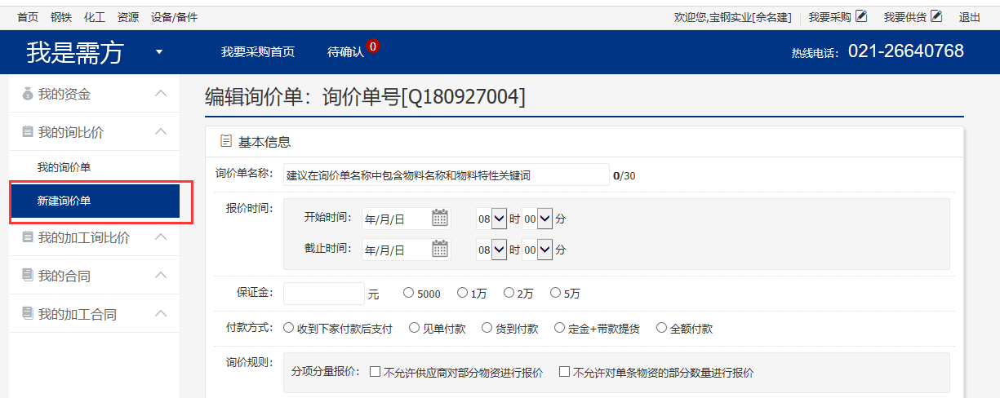 首页 钢铁 化工 资源 设备/备件 欢迎您,宝钢实业[佘名建] 我要采购 我要供货 退出
我是需方 我要采购首页 待确认 0 热线电话: 021-26640768
我的资金
我的询比价
我的询价单
新建询价单
我的加工询比价
我的合同
我的加工合同
编辑询价单：询价单号[Q180927004]
基本信息
询价单名称: 建议在询价单名称中包含物料名称和物料特性关键词 0/30
报价时间: 开始时间: 年/月/日 08 时 00 分
截止时间: 年/月/日 08 时 00 分
保证金: 元 5000 1万 2万 5万
付款方式: 收到下家付款后支付 见单付款 货到付款 定金+带款提货 全额付款
询价规则: 分项分量报价: 不允许供应商对部分物资进行报价 不允许对单条物资的部分数量进行报价